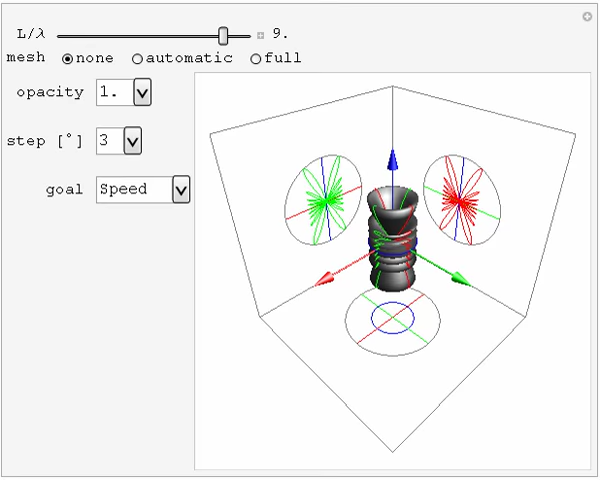 L/λ 9.
mesh none automatic full
opacity 1.
step [°] 3
goal Speed